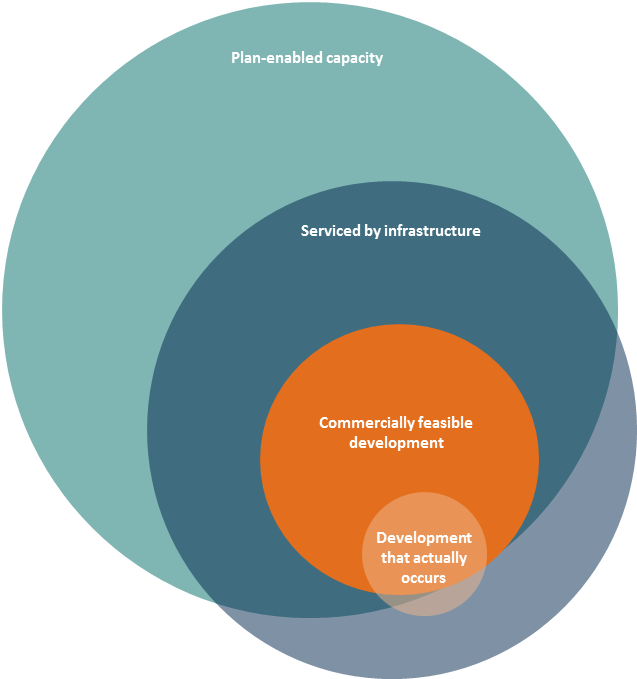 Plan-enabled capacity
Serviced by infrastructure
Commercially feasible
development
Development
that actually
occurs